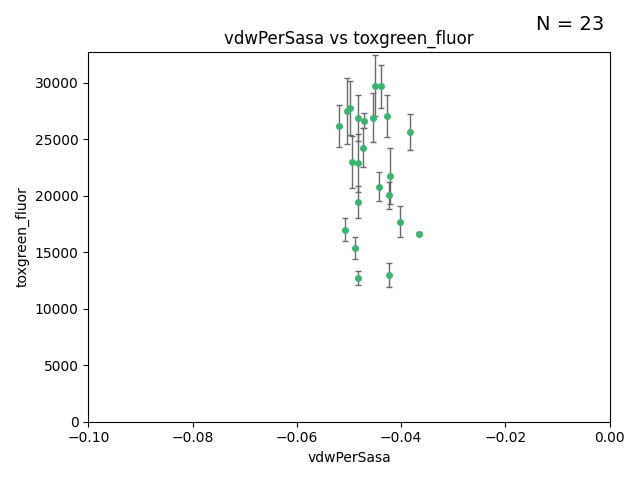 N = 23
vdwPerSasa vs toxgreen_fluor
30000
25000
20000
15000
10000
5000
0
toxgreen_fluor
−0.10 −0.08 −0.06 −0.04 −0.02 0.00
vdwPerSasa